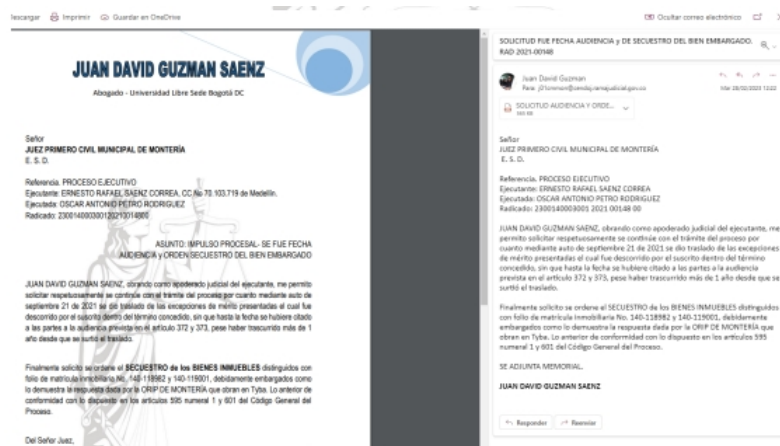 Descargar Imprimir Guardar en OneDrive
Ocultar correo electrónico
JUAN DAVID GUZMAN SAENZ
Abogado - Universidad Libre Sede Bogotá DC
Señor
JUEZ PRIMERO CIVIL MUNICIPAL DE MONTERÍA
E. S. D.
Referencia. PROCESO EJECUTIVO
Ejecutante: ERNESTO RAFAEL SAENZ CORREA, CC No 70.103.719 de Medellín.
Ejecutada: OSCAR ANTONIO PETRO RODRIGUEZ
Radicado: 23001400300120210014800
ASUNTO: IMPULSO PROCESAL- SE FIJE FECHA
AUDIENCIA y ORDEN SECUESTRO DEL BIEN EMBARGADO
JUAN DAVID GUZMAN SAENZ, obrando como apoderado judicial del ejecutante, me permito
solicitar respetuosamente se continúe con el trámite del proceso por cuanto mediante auto de
septiembre 21 de 2021 se dio traslado de las excepciones de mérito presentadas el cual fue
descorrido por el suscrito dentro del término concedido, sin que hasta la fecha se hubiere citado
a las partes a la audiencia prevista en el artículo 372 y 373, pese haber trascurrido más de 1
año desde que se surtió el traslado.
Finalmente solicito se ordene el SECUESTRO de los BIENES INMUEBLES distinguidos con
folio de matrícula inmobiliaria No. 140-118982 y 140-119001, debidamente embargados como
lo demuestra la respuesta dada por la ORIP DE MONTERÍA que obran en Tyba. Lo anterior de
conformidad con lo dispuesto en los artículos 595 numeral 1 y 601 del Código General del
Proceso.
Del Señor Juez,
SOLICITUD FIJE FECHA AUDIENCIA y DE SECUESTRO DEL BIEN EMBARGADO.
RAD 2021-00148
Juan David Guzman
Para: j01cmmon@cendoj.ramajudicial.gov.co
Mar 28/02/2023 12:22
SOLICITUD AUDIENCIA Y ORDE...
Señor
JUEZ PRIMERO CIVIL MUNICIPAL DE MONTERÍA
E. S. D.
Referencia. PROCESO EJECUTIVO
Ejecutante: ERNESTO RAFAEL SAENZ CORREA
Ejecutada: OSCAR ANTONIO PETRO RODRIGUEZ
Radicado: 2300140003001 2021 00148 00
JUAN DAVID GUZMAN SAENZ, obrando como apoderado judicial del ejecutante, me
permito solicitar respetuosamente se continúe con el trámite del proceso por
cuanto mediante auto de septiembre 21 de 2021 se dio traslado de las excepciones
de mérito presentadas el cual fue descorrido por el suscrito dentro del término
concedido, sin que hasta la fecha se hubiere citado a las partes a la audiencia
prevista en el artículo 372 y 373, pese haber trascurrido más de 1 año desde que se
surtió el traslado.
Finalmente solicito se ordene el SECUESTRO de los BIENES INMUEBLES distinguidos
con folio de matrícula inmobiliaria No. 140-118982 y 140-119001, debidamente
embargados como lo demuestra la respuesta dada por la ORIP DE MONTERÍA que
obran en Tyba. Lo anterior de conformidad con lo dispuesto en los artículos 595
numeral 1 y 601 del Código General del Proceso.
SE ADJUNTA MEMORIAL.
JUAN DAVID GUZMAN SAENZ
Responder Reenviar